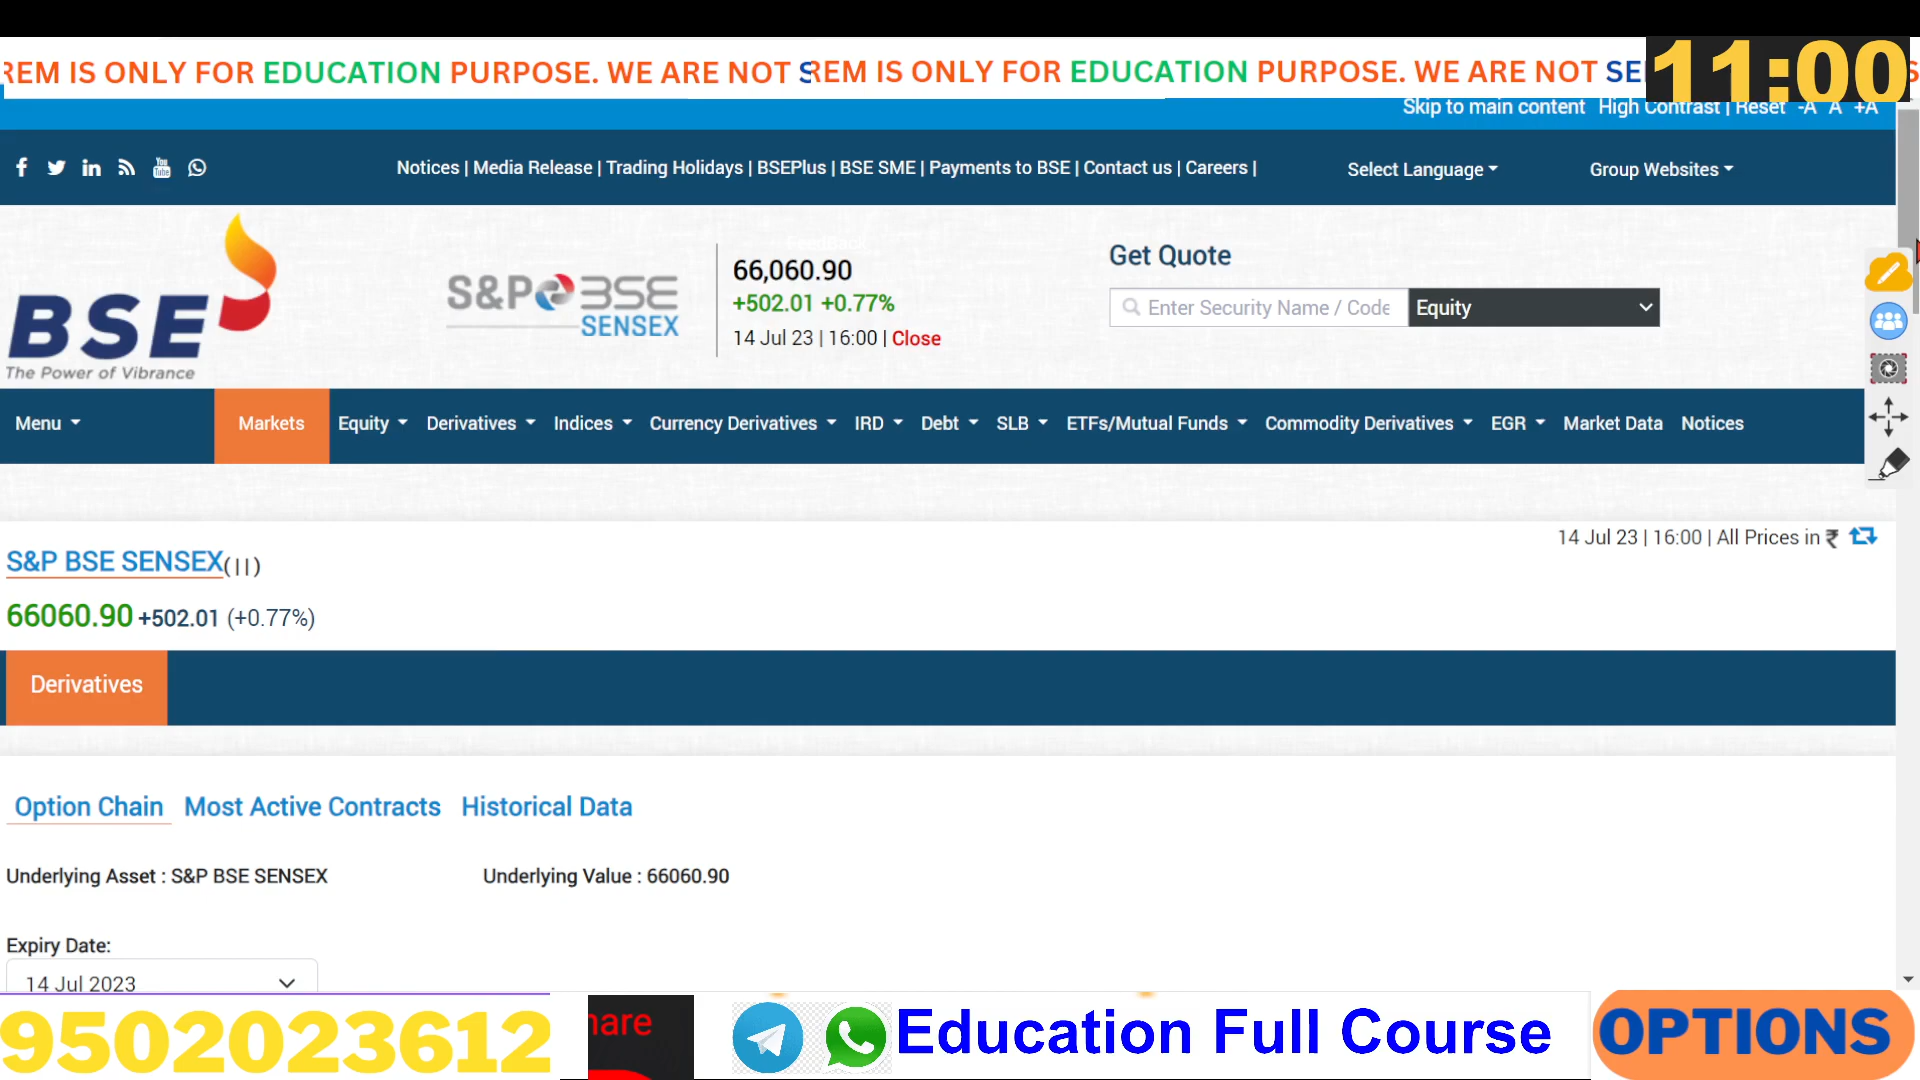 REM IS ONLY FOR EDUCATION PURPOSE. WE ARE NOT S
REM IS ONLY FOR EDUCATION PURPOSE. WE ARE NOT SE
11:00
Skip to main content High Contrast | Reset -A A +A
Notices | Media Release | Trading Holidays | BSEPlus | BSE SME | Payments to BSE | Contact us | Careers |
Select Language
Group Websites
BSE
The Power of Vibrance
S&P BSE
SENSEX
66,060.90
+502.01 +0.77%
14 Jul 23 | 16:00 | Close
Get Quote
Enter Security Name / Code
Equity
Menu
Markets
Equity
Derivatives
Indices
Currency Derivatives
IRD
Debt
SLB
ETFs/Mutual Funds
Commodity Derivatives
EGR
Market Data
Notices
14 Jul 23 | 16:00 | All Prices in ₹
S&P BSE SENSEX( | | )
66060.90 +502.01 (+0.77%)
Derivatives
Option Chain
Most Active Contracts
Historical Data
Underlying Asset : S&P BSE SENSEX
Underlying Value : 66060.90
Expiry Date:
14 Jul 2023
9502023612
hare
Education Full Course
OPTIONS